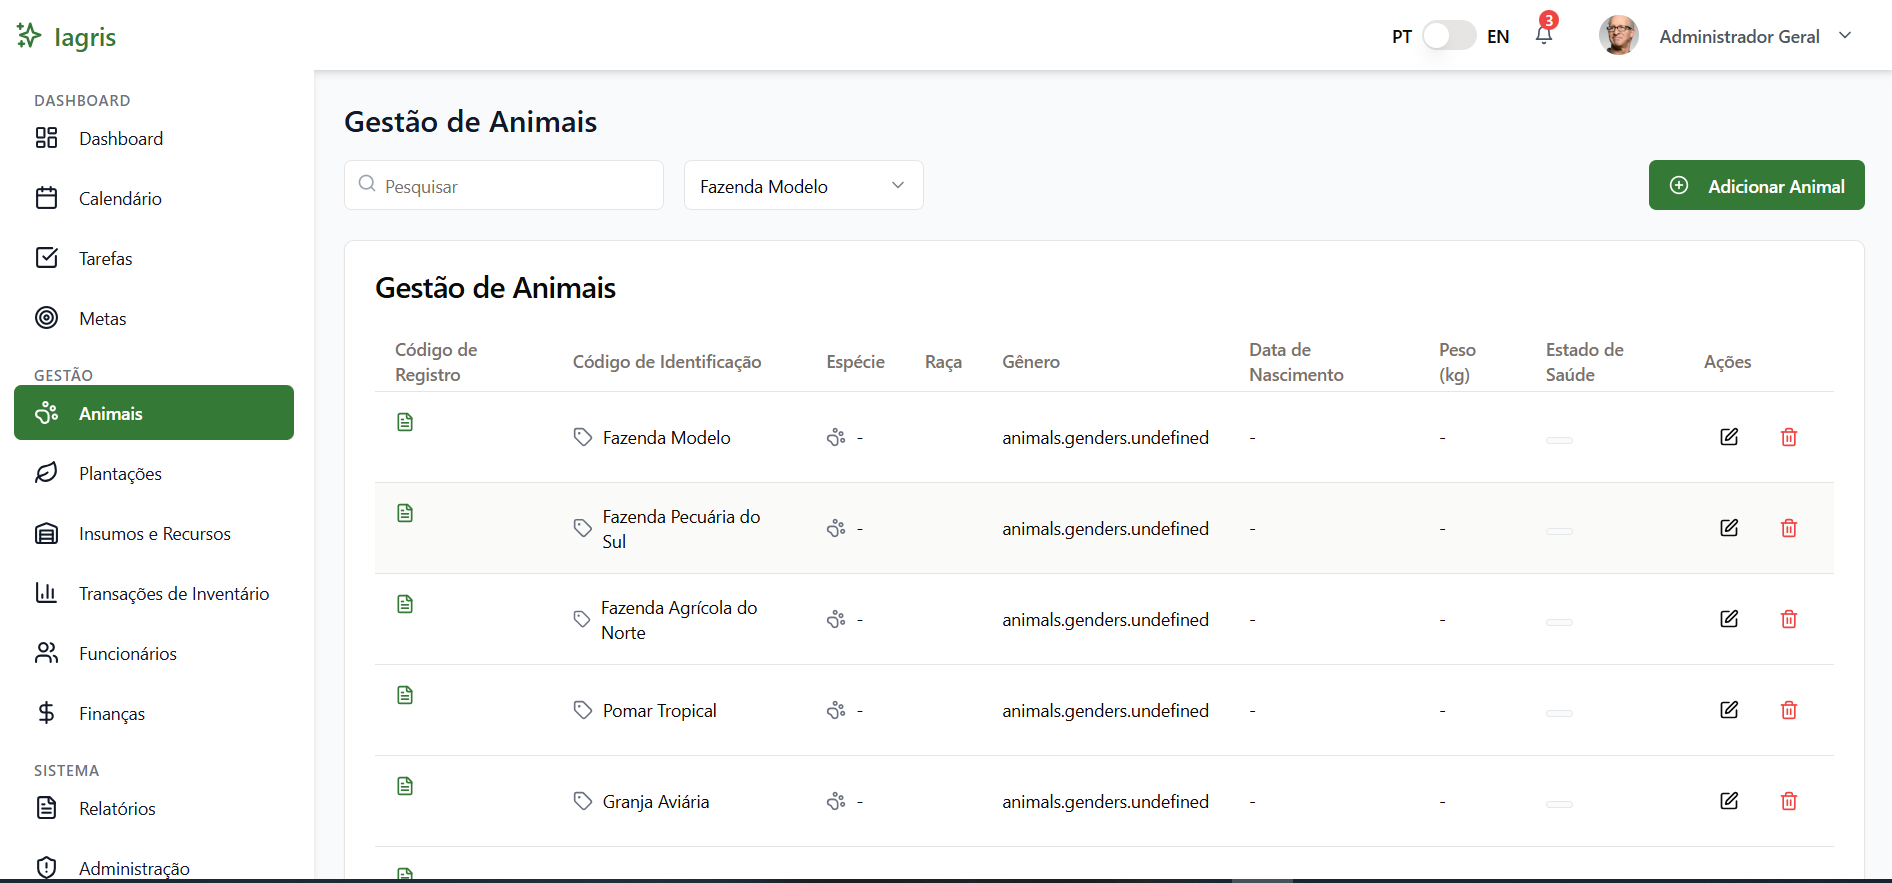 Iagris
PT
EN
3
Administrador Geral
DASHBOARD
Dashboard
Calendário
Tarefas
Metas
GESTÃO
Animais
Plantações
Insumos e Recursos
Transações de Inventário
Funcionários
Finanças
SISTEMA
Relatórios
Administração
Gestão de Animais
Pesquisar
Fazenda Modelo
Adicionar Animal
Gestão de Animais
Código de
Registro
Código de Identificação
Espécie
Raça
Gênero
Data de
Nascimento
Peso
(kg)
Estado de
Saúde
Ações
Fazenda Modelo - animals.genders.undefined - -
Fazenda Pecuária do
Sul
- animals.genders.undefined - -
Fazenda Agrícola do
Norte
- animals.genders.undefined - -
Pomar Tropical - animals.genders.undefined - -
Granja Aviária - animals.genders.undefined - -